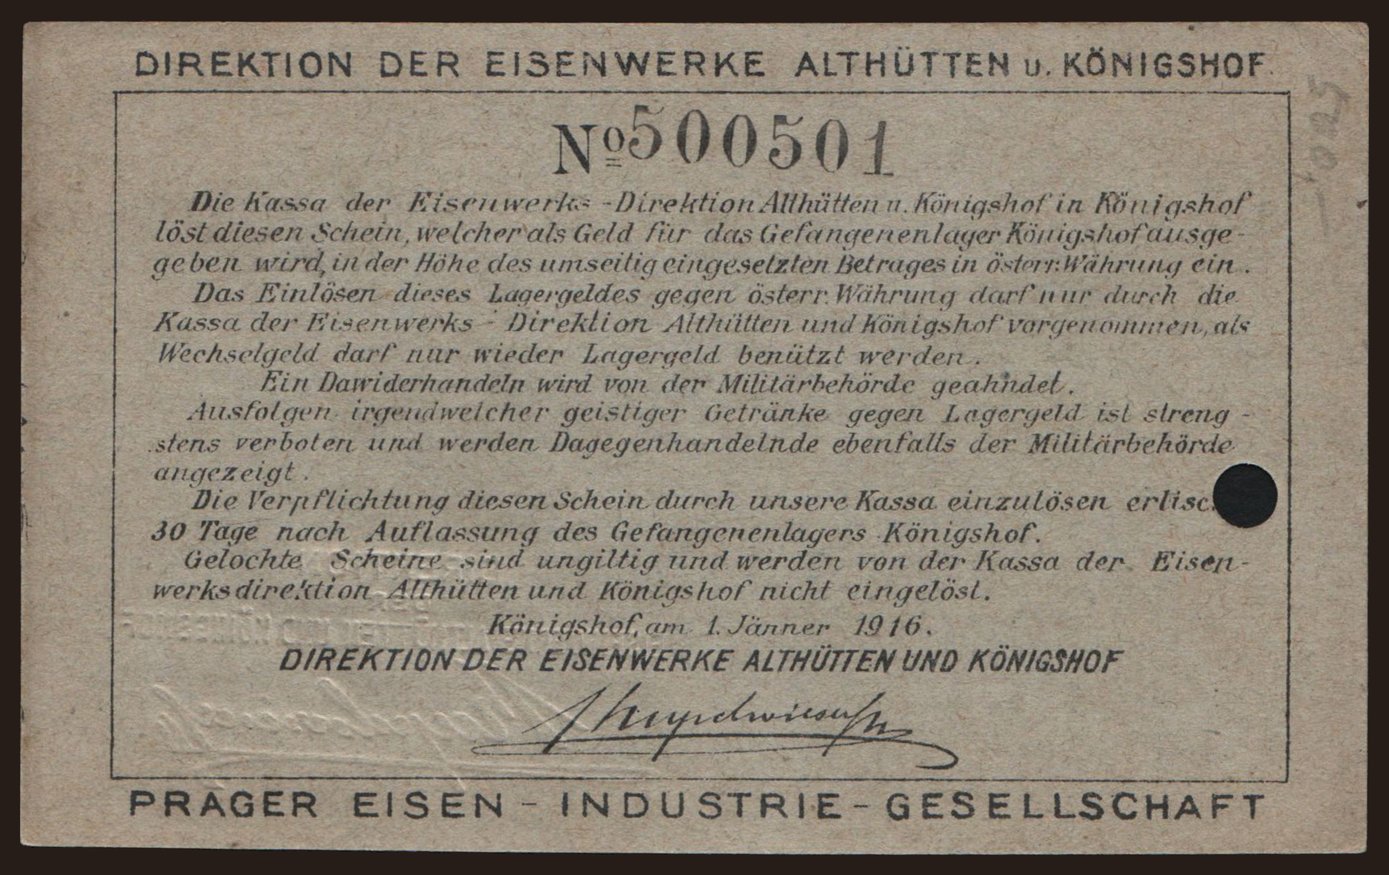 DIREKTION DER EISENWERKE ALTHÜTTEN u. KÖNIGSHOF.
No 500501
Die Kassa der Eisenwerks-Direktion Althütten u. Königshof in Königshof
löst diesen Schein, welcher als Geld für das Gefangenenlager Königshof ausge-
geben wird, in der Höhe des umseitig eingesetzten Betrages in österr. Währung ein.
Das Einlösen dieses Lagergeldes gegen österr. Währung darf nur durch die
Kassa der Eisenwerks-Direktion Althütten und Königshof vorgenommen, als
Wechselgeld darf nur wieder Lagergeld benützt werden.
Ein Dawiderhandeln wird von der Militärbehörde geahndet.
Ausfolgen irgendwelcher geistiger Getränke gegen Lagergeld ist streng-
stens verboten und werden Dagegenhandelnde ebenfalls der Militärbehörde
angezeigt.
Die Verpflichtung diesen Schein durch unsere Kassa einzulösen erlisc
30 Tage nach Auflassung des Gefangenenlagers Königshof.
Gelochte Scheine sind ungiltig und werden von der Kassa der Eisen-
werksdirektion Althütten und Königshof nicht eingelöst.
Königshof, am 1. Jänner 1916.
DIREKTION DER EISENWERKE ALTHÜTTEN UND KÖNIGSHOF
PRAGER EISEN-INDUSTRIE-GESELLSCHAFT